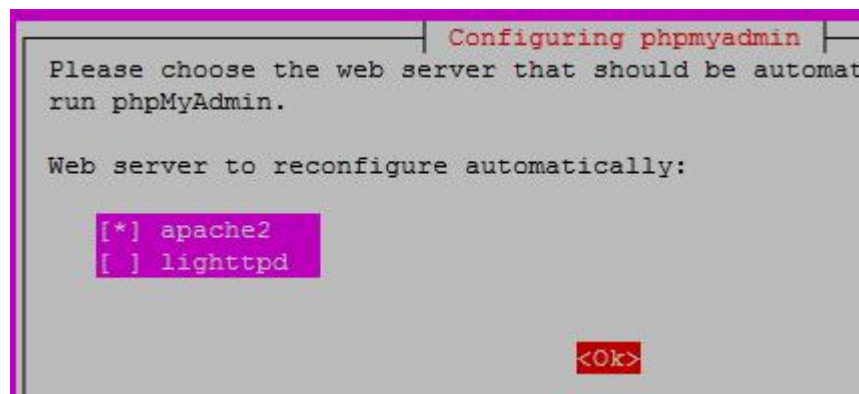 Configuring phpmyadmin
Please choose the web server that should be automat
run phpMyAdmin.
Web server to reconfigure automatically:
[*] apache2
[ ] lighttpd
<Ok>